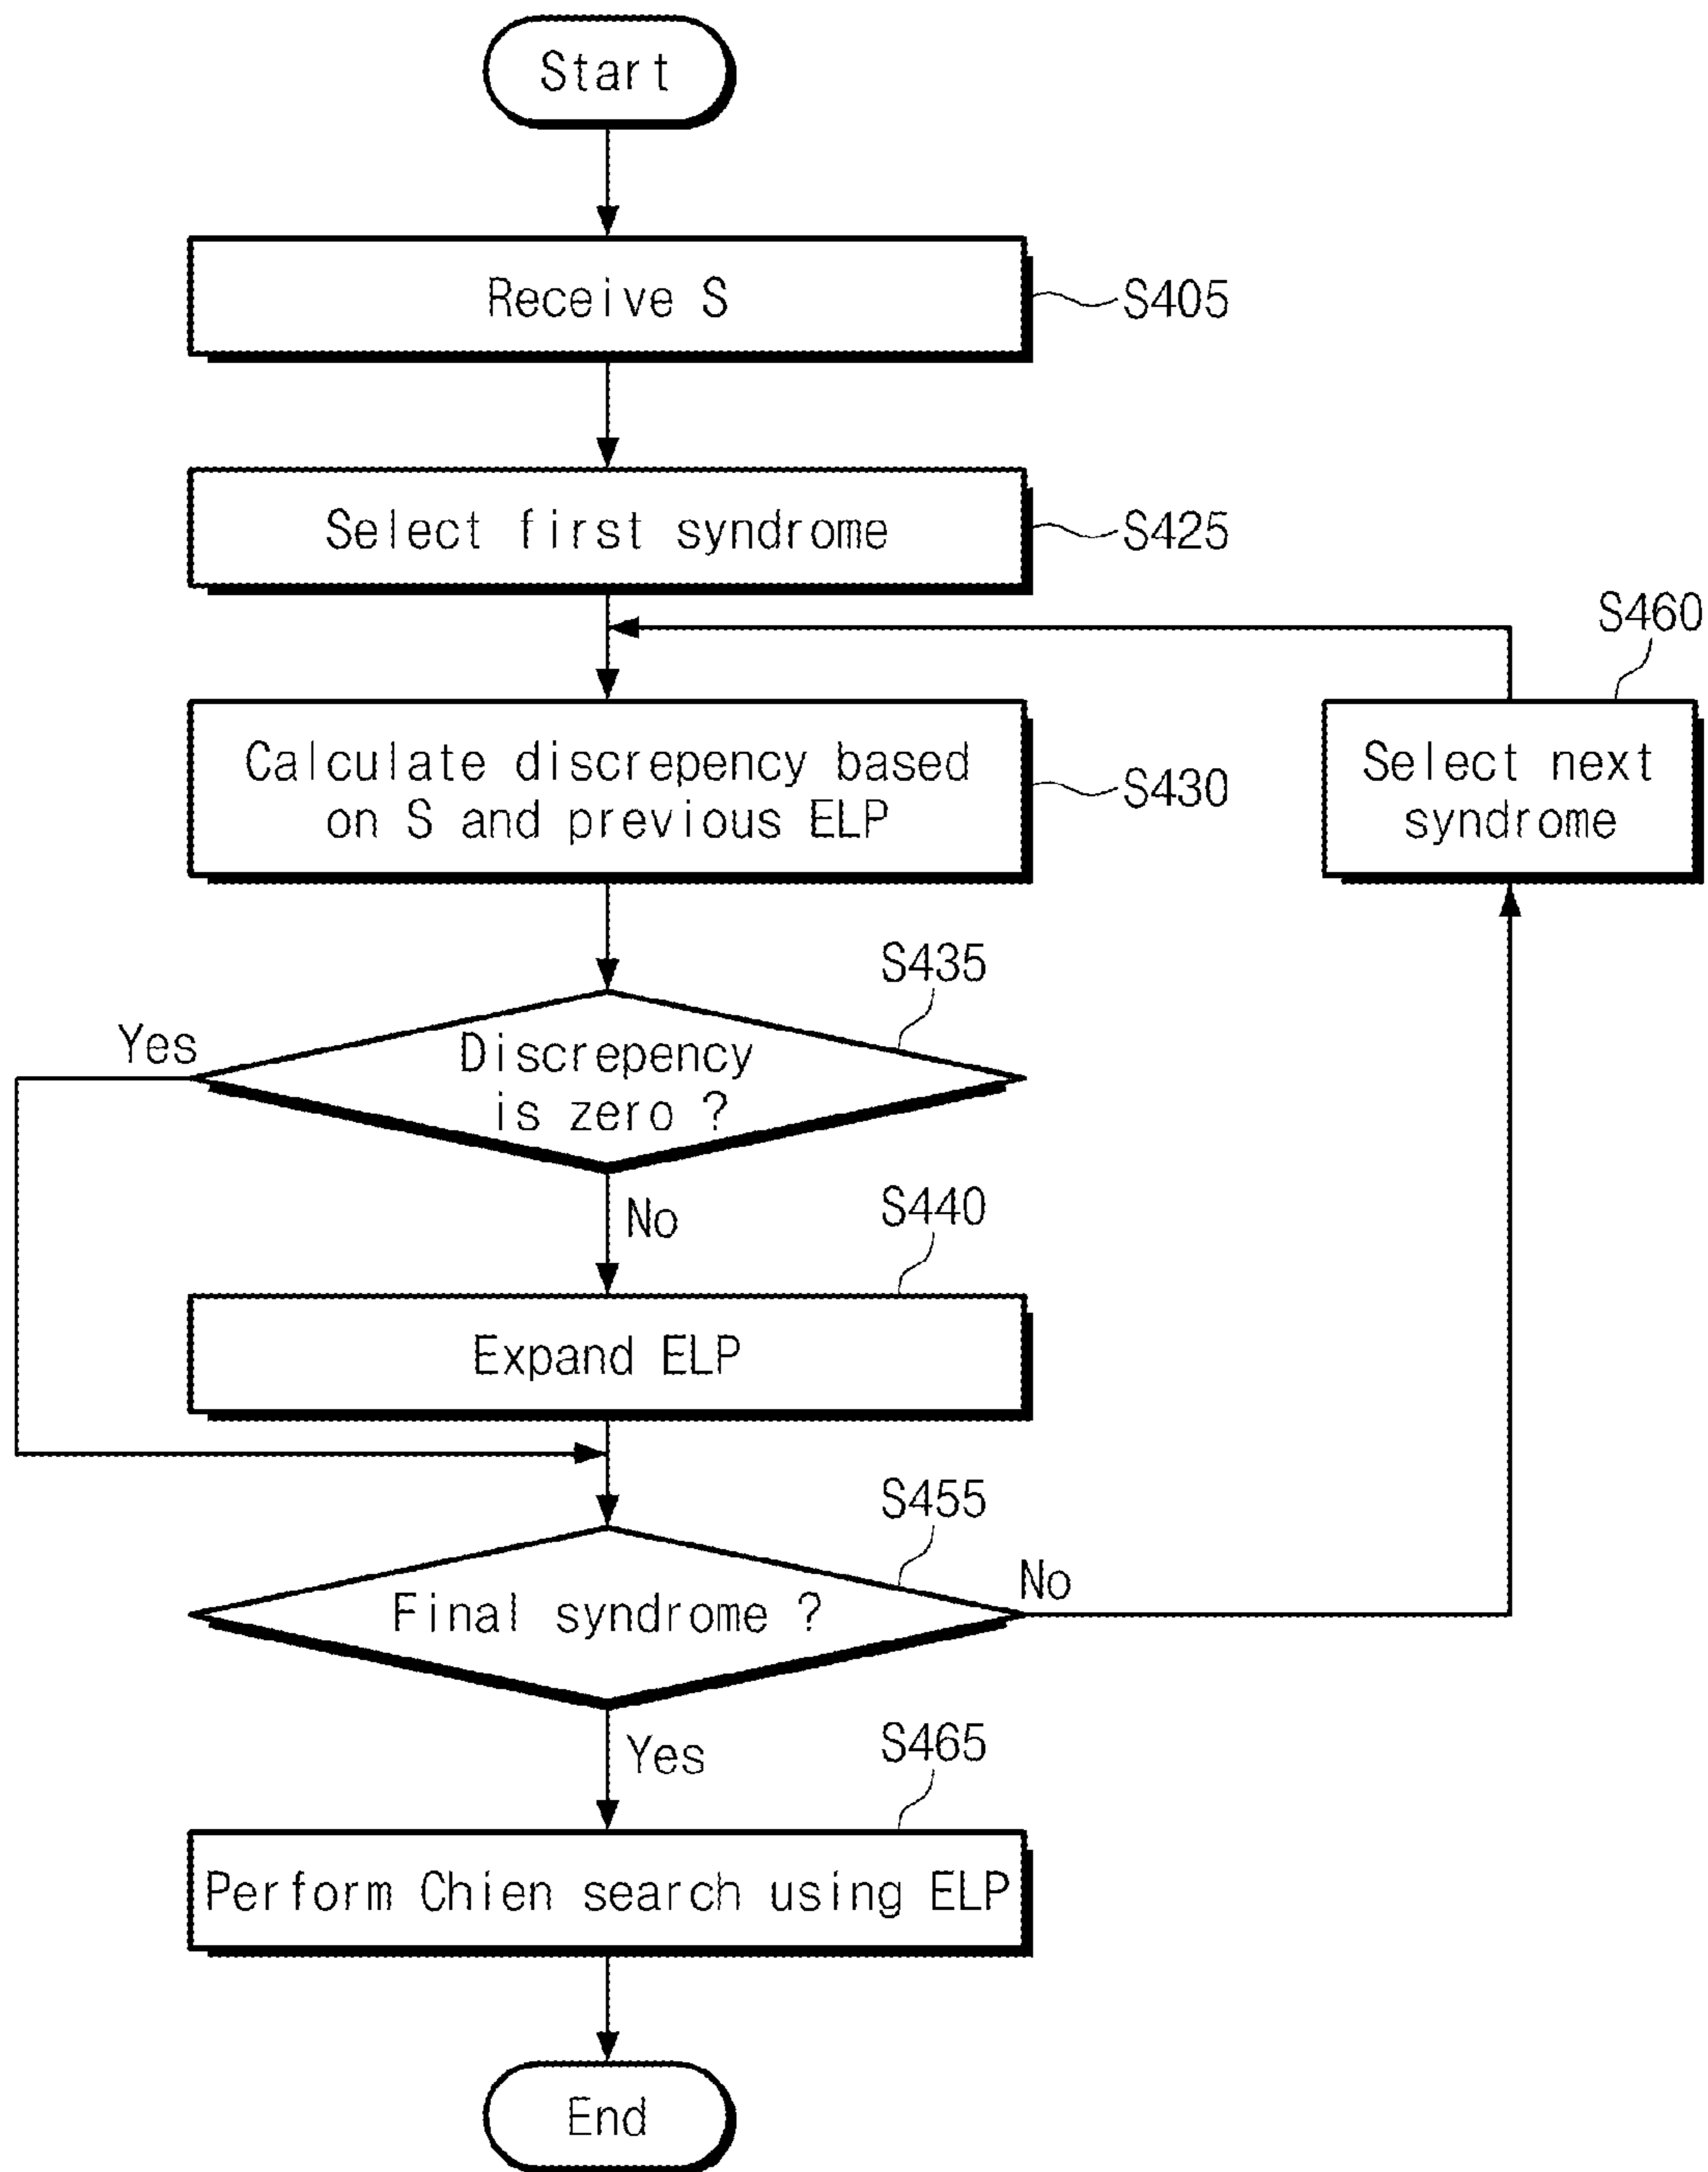 Start
Receive S
S405
Select first syndrome
S425
S460
Calculate discrepency based
on S and previous ELP
S430
Select next
syndrome
S435
Yes
Discrepency
is zero ?
No
S440
Expand ELP
S455
Final syndrome ?
No
Yes
S465
Perform Chien search using ELP
End